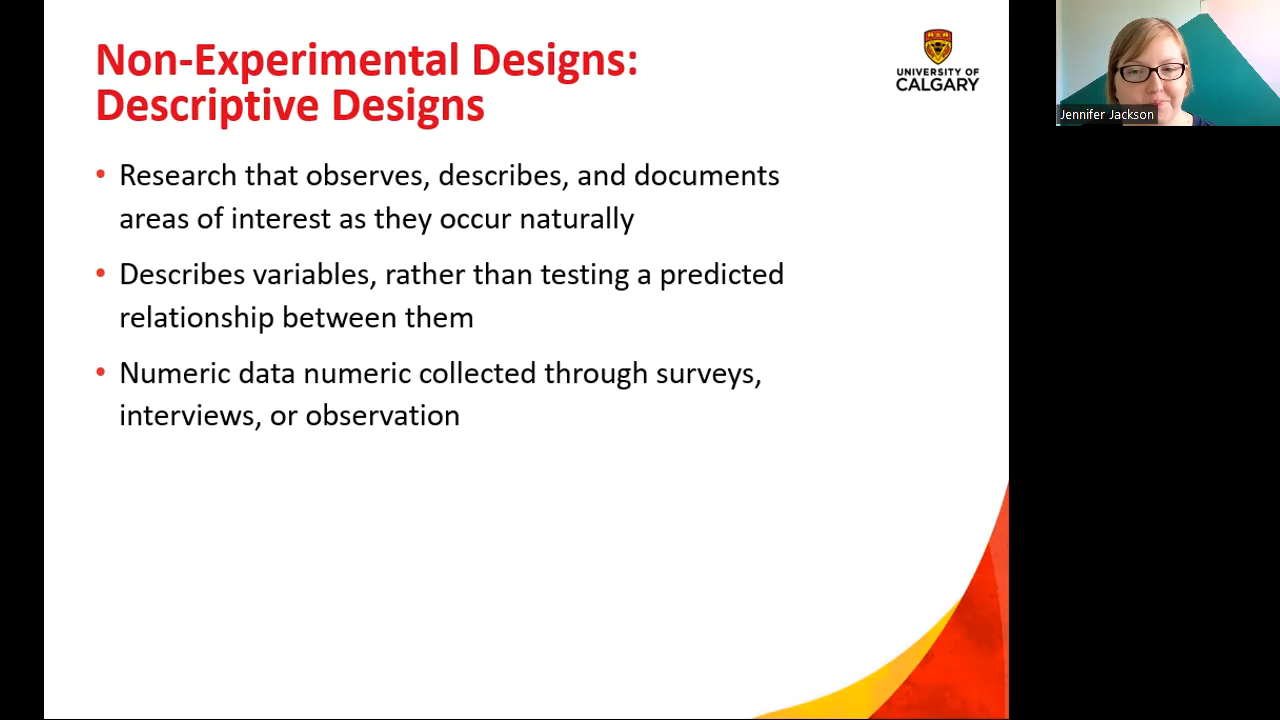 Non-Experimental Designs:
Descriptive Designs
UNIVERSITY OF
CALGARY
• Research that observes, describes, and documents
areas of interest as they occur naturally
• Describes variables, rather than testing a predicted
relationship between them
• Numeric data numeric collected through surveys,
interviews, or observation
Jennifer Jackson